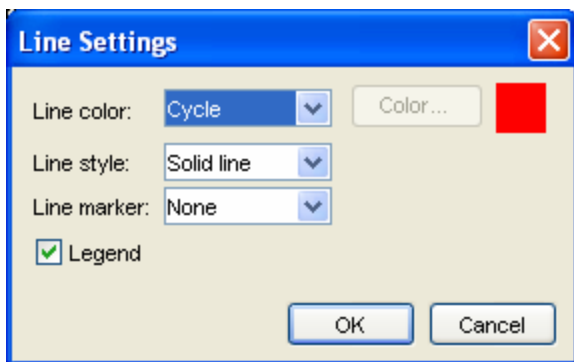 Line Settings
Line color: Cycle Color...
Line style: Solid line
Line marker: None
Legend
OK Cancel